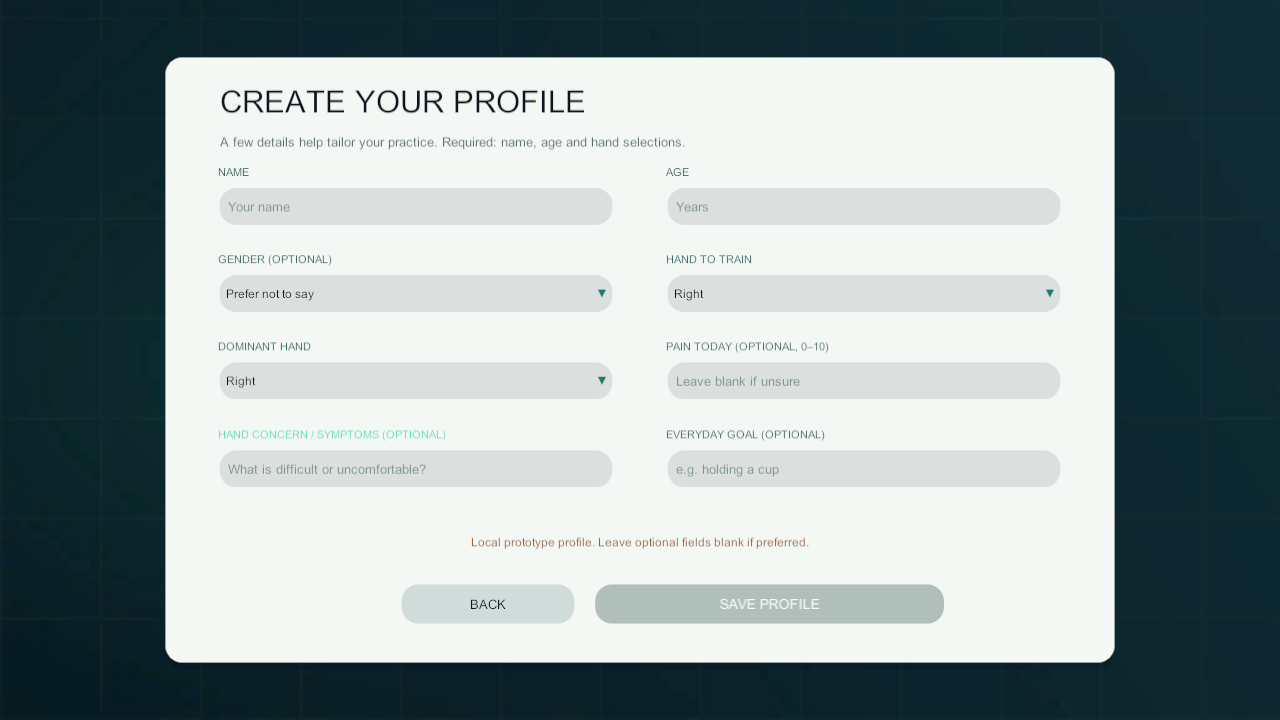 CREATE YOUR PROFILE
A few details help tailor your practice. Required: name, age and hand selections.
NAME
Your name
AGE
Years
GENDER (OPTIONAL)
Prefer not to say ▼
HAND TO TRAIN
Right ▼
DOMINANT HAND
Right ▼
PAIN TODAY (OPTIONAL, 0–10)
Leave blank if unsure
HAND CONCERN / SYMPTOMS (OPTIONAL)
What is difficult or uncomfortable?
EVERYDAY GOAL (OPTIONAL)
e.g. holding a cup
Local prototype profile. Leave optional fields blank if preferred.
BACK
SAVE PROFILE